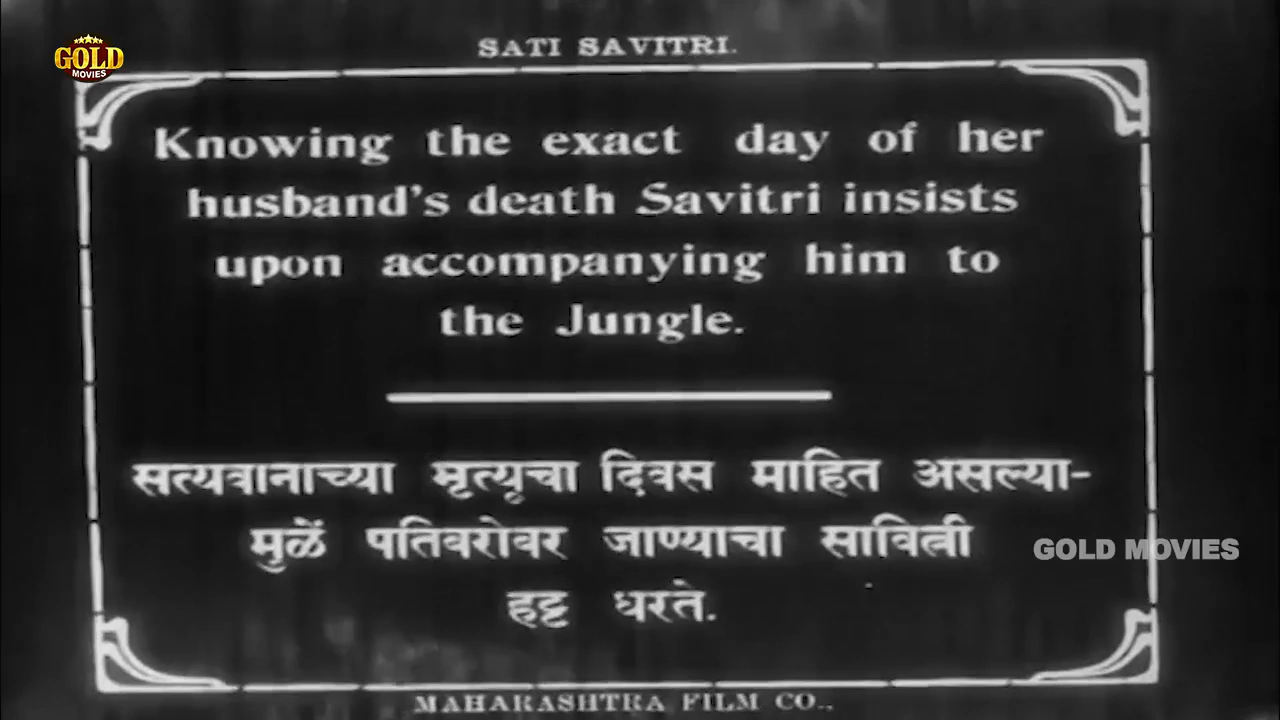 GOLD
MOVIES
SATI SAVITRI.
Knowing the exact day of her
husband's death Savitri insists
upon accompanying him to
the Jungle.
सत्यवानाच्या मृत्यूचा दिवस माहित असल्या-
मुळें पतिबरोबर जाण्याचा सावित्री
हट्ट धरते.
GOLD MOVIES
MAHARASHTRA FILM CO.,